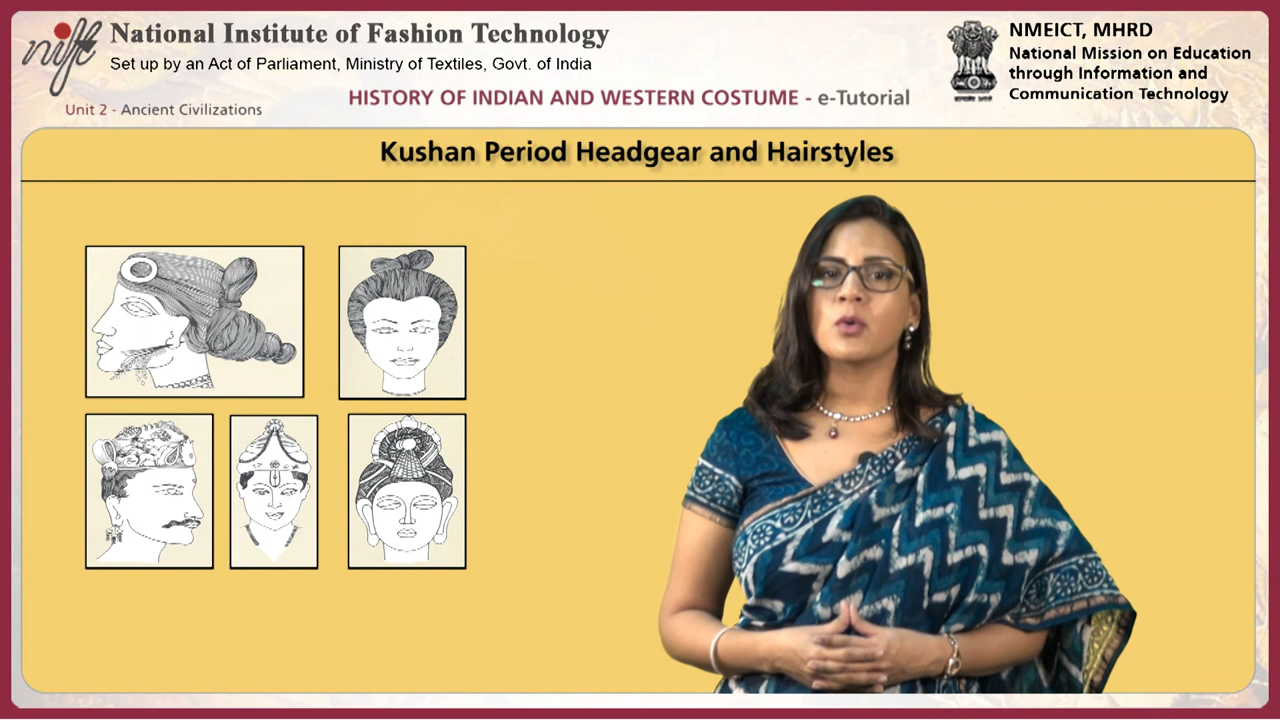 nift
National Institute of Fashion Technology
Set up by an Act of Parliament, Ministry of Textiles, Govt. of India
NMEICT, MHRD
National Mission on Education
through Information and
Communication Technology
Unit 2 - Ancient Civilizations
HISTORY OF INDIAN AND WESTERN COSTUME - e-Tutorial
Kushan Period Headgear and Hairstyles